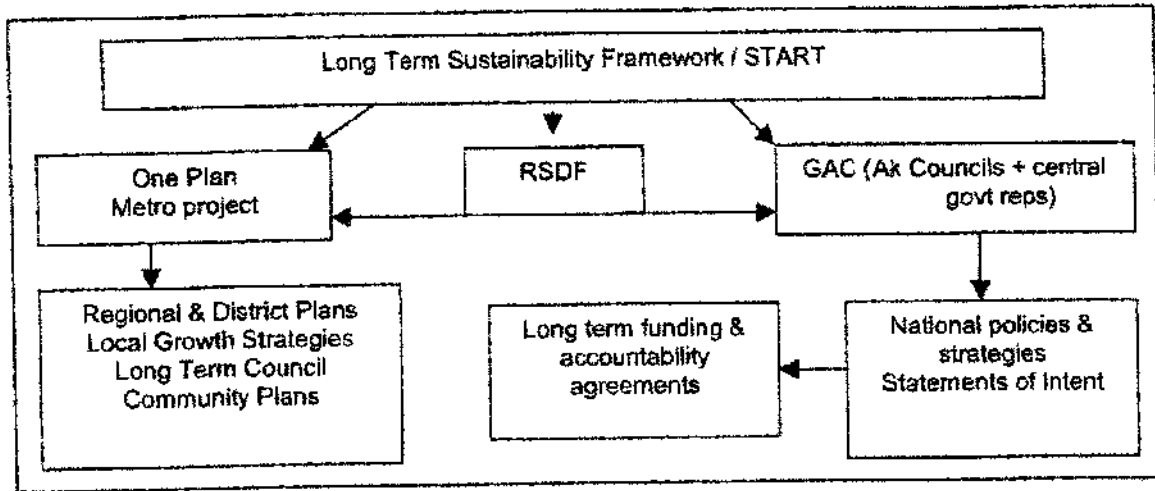 Long Term Sustainability Framework / START
One Plan
Metro project
RSDF
GAC (Ak Councils + central
govt reps)
Regional & District Plans
Local Growth Strategies
Long Term Council
Community Plans
Long term funding &
accountability
agreements
National policies &
strategies
Statements of Intent